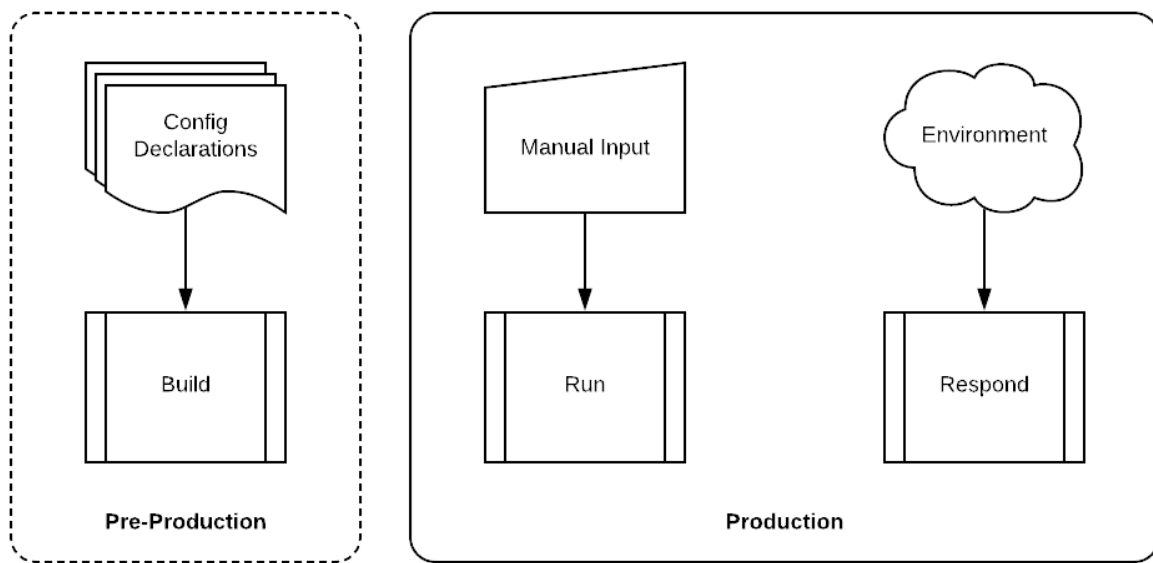 Config
Declarations
Build
Pre-Production
Manual Input
Run
Environment
Respond
Production